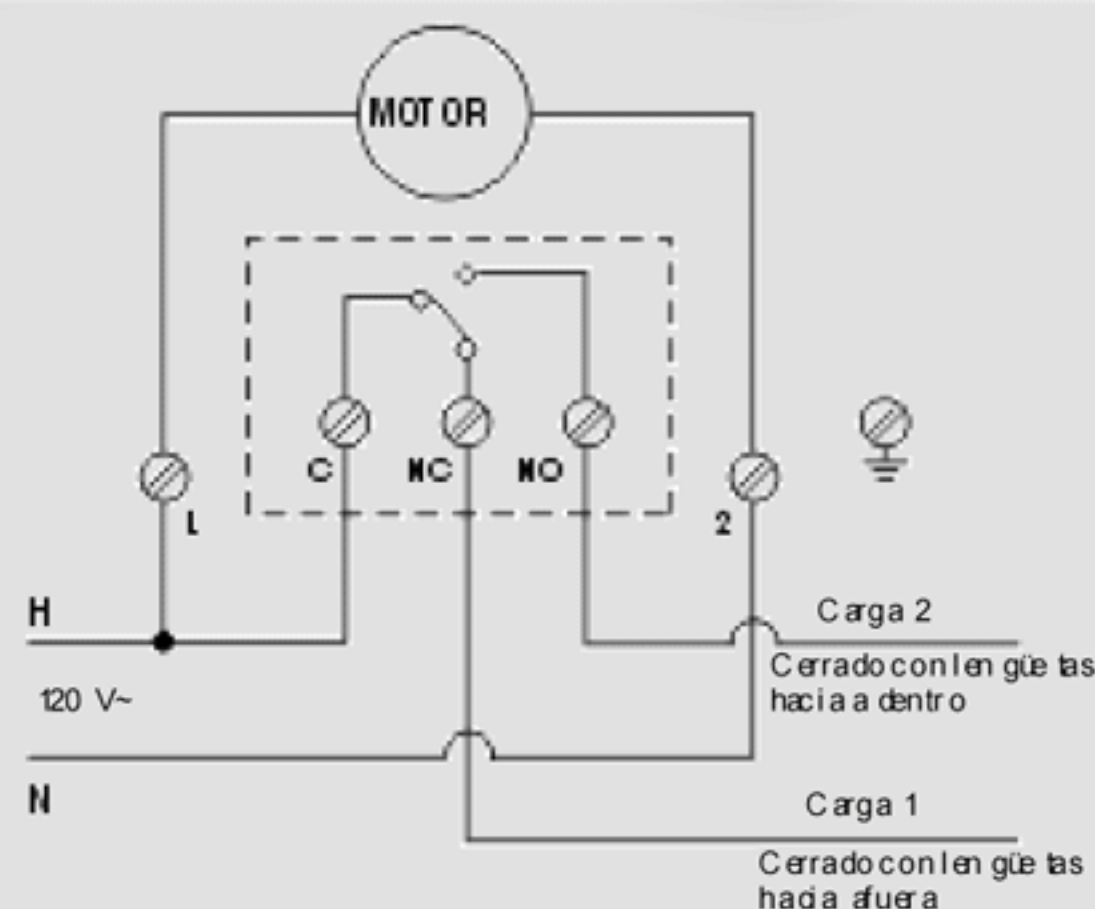 MOTOR
C
NC
NO
L
2
H
Carga 2
Cerrado con lengüetas
hacia adentro
120 V~
N
Carga 1
Cerrado con lengüetas
hacia afuera